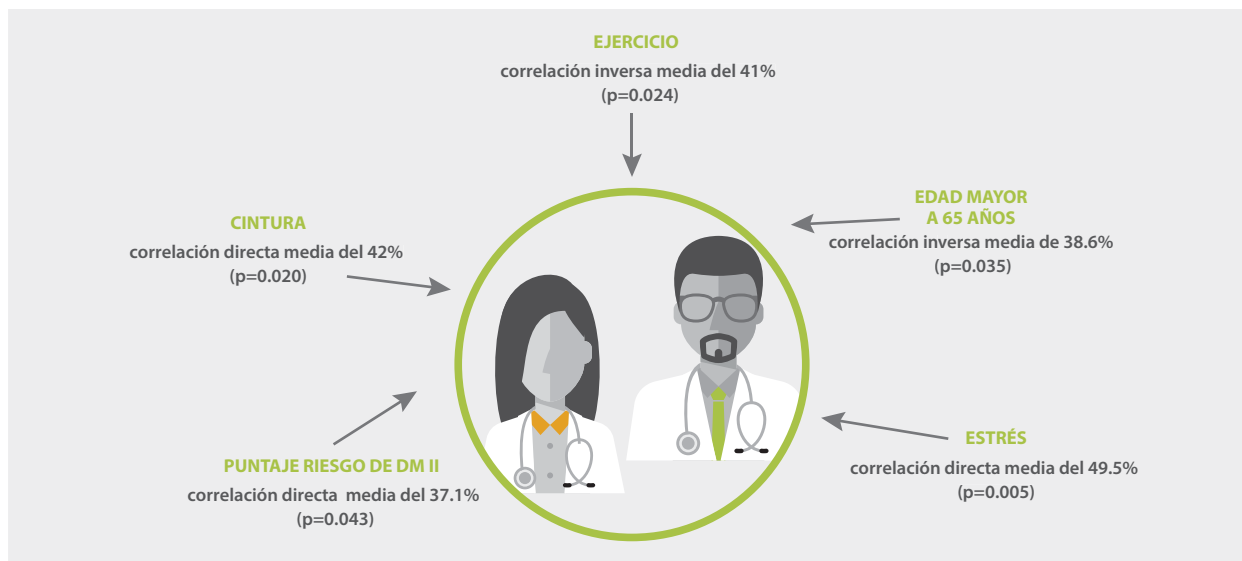 EJERCICIO
correlación inversa media del 41%
(p=0.024)
CINTURA
correlación directa media del 42%
(p=0.020)
EDAD MAYOR
A 65 AÑOS
correlación inversa media de 38.6%
(p=0.035)
PUNTAJE RIESGO DE DM II
correlación directa media del 37.1%
(p=0.043)
ESTRÉS
correlación directa media del 49.5%
(p=0.005)